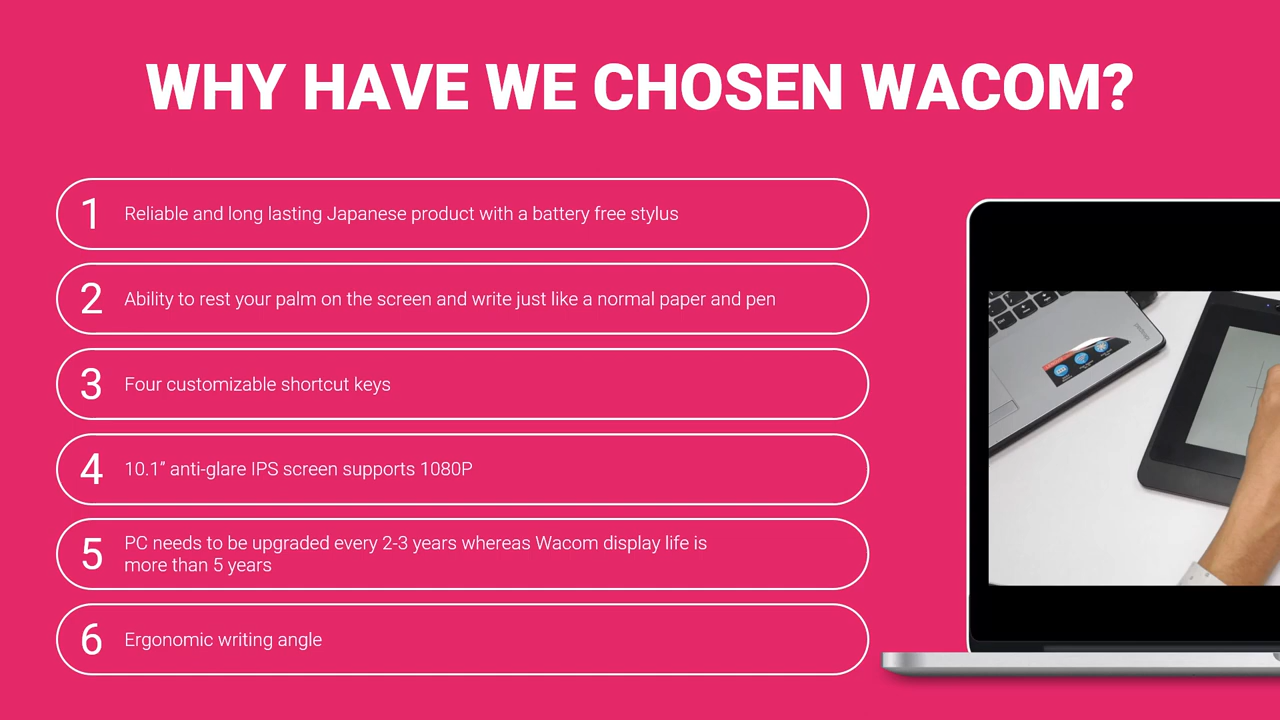 WHY HAVE WE CHOSEN WACOM?
1 Reliable and long lasting Japanese product with a battery free stylus
2 Ability to rest your palm on the screen and write just like a normal paper and pen
3 Four customizable shortcut keys
4 10.1” anti-glare IPS screen supports 1080P
5 PC needs to be upgraded every 2-3 years whereas Wacom display life is
more than 5 years
6 Ergonomic writing angle